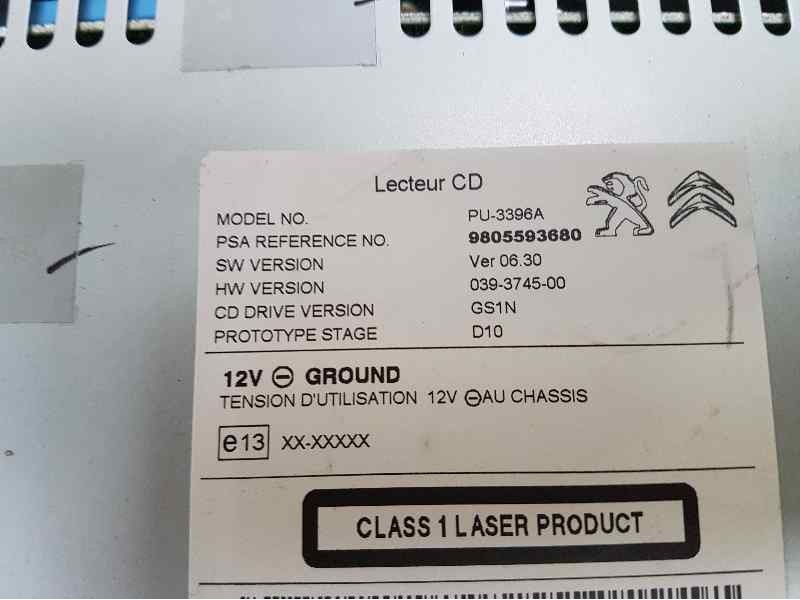 Lecteur CD
MODEL NO. PU-3396A
PSA REFERENCE NO. 9805593680
SW VERSION Ver 06.30
HW VERSION 039-3745-00
CD DRIVE VERSION GS1N
PROTOTYPE STAGE D10
12V ⊖ GROUND
TENSION D'UTILISATION 12V ⊖AU CHASSIS
e13 XX-XXXXX
CLASS 1 LASER PRODUCT